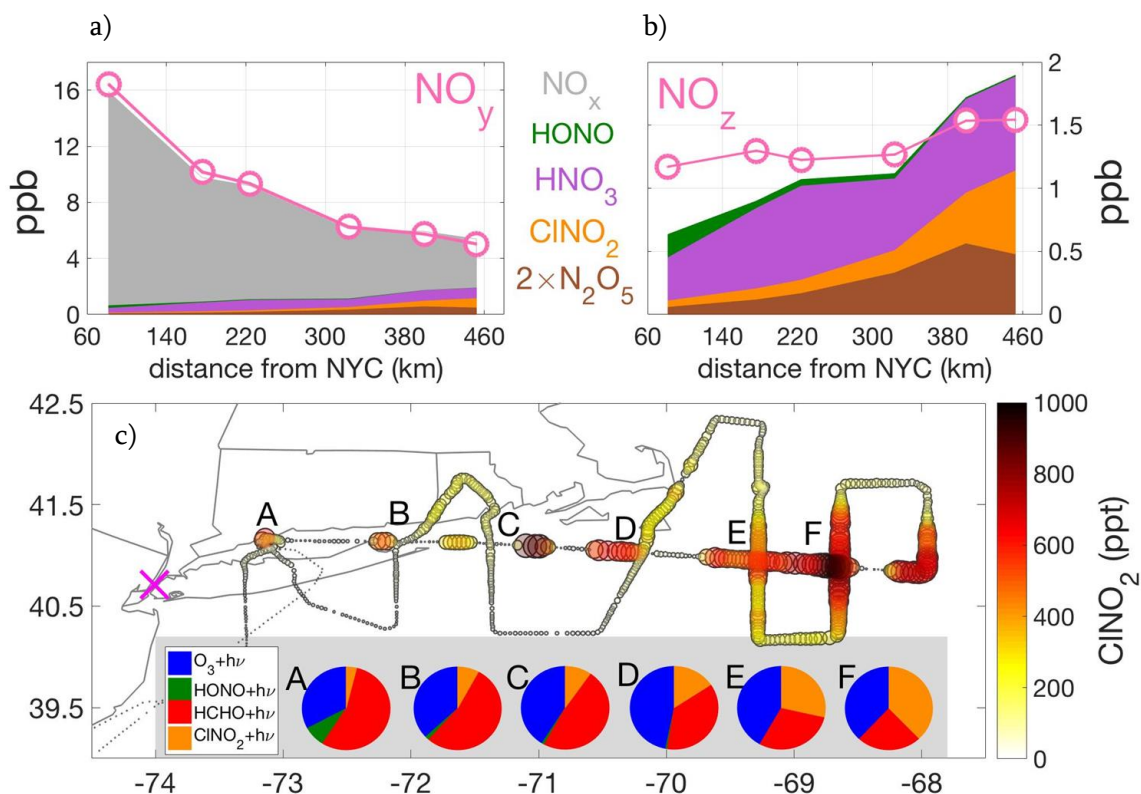 a)
b)
16
12
8
4
0
ppb
60
140
220
300
380
460
distance from NYC (km)
NOy
NOx
HONO
HNO3
ClNO2
2×N2O5
NOz
2
1.5
1
0.5
0
ppb
60
140
220
300
380
460
distance from NYC (km)
c)
42.5
41.5
40.5
39.5
A
B
C
D
E
F
O3+hν
HONO+hν
HCHO+hν
ClNO2+hν
A
B
C
D
E
F
-74
-73
-72
-71
-70
-69
-68
1000
800
600
400
200
0
ClNO2 (ppt)